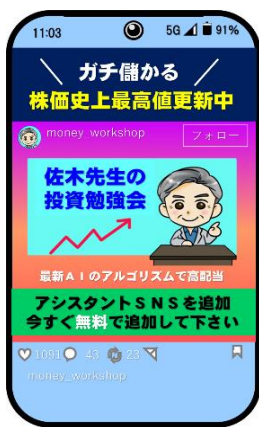 11:03 5G 91%
＼ ガチ儲かる ／
株価史上最高値更新中
money_workshop フォロー
佐木先生の
投資勉強会
最新ＡＩのアルゴリズムで高配当
アシスタントＳＮＳを追加
今すぐ無料で追加して下さい
1091 43 23
money_workshop